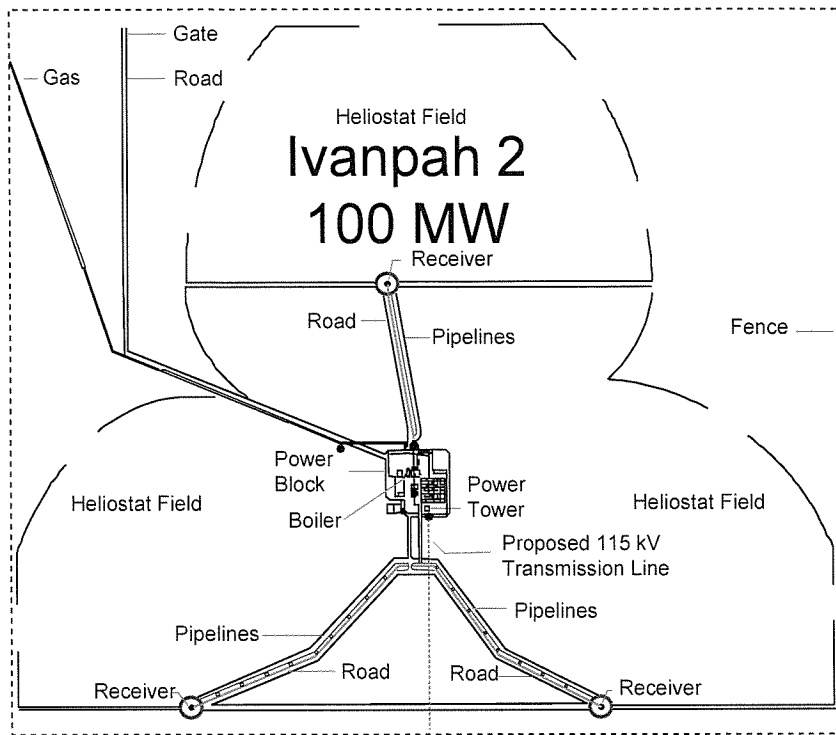 Gate
Gas
Road
Heliostat Field
Ivanpah 2
100 MW
Receiver
Road
Pipelines
Fence
Power
Block
Heliostat Field
Boiler
Power
Tower
Heliostat Field
Proposed 115 kV
Transmission Line
Pipelines
Pipelines
Road
Road
Receiver
Receiver